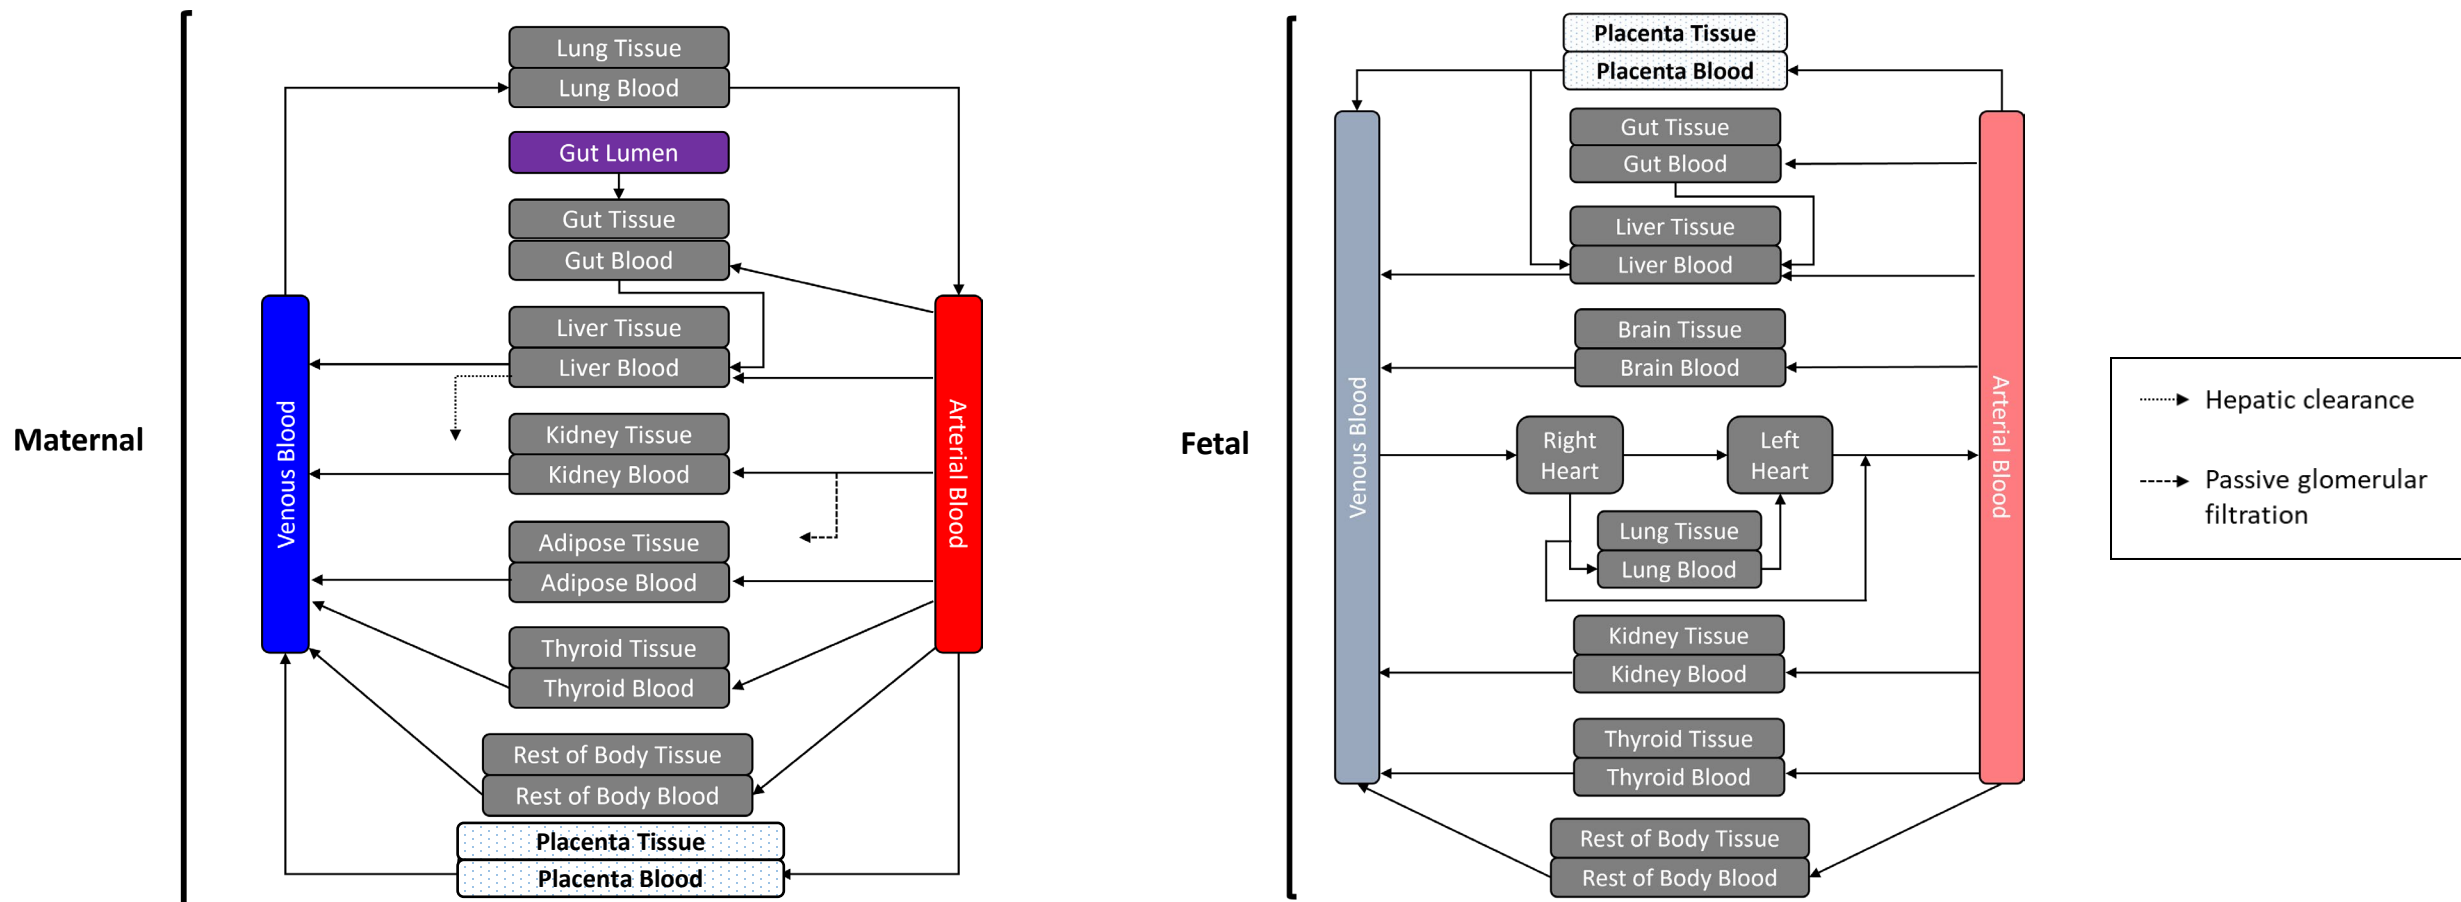 Maternal
Venous Blood
Lung Tissue
Lung Blood
Gut Lumen
Gut Tissue
Gut Blood
Liver Tissue
Liver Blood
Kidney Tissue
Kidney Blood
Adipose Tissue
Adipose Blood
Thyroid Tissue
Thyroid Blood
Rest of Body Tissue
Rest of Body Blood
Placenta Tissue
Placenta Blood
Arterial Blood
Fetal
Venous Blood
Placenta Tissue
Placenta Blood
Gut Tissue
Gut Blood
Liver Tissue
Liver Blood
Brain Tissue
Brain Blood
Right
Heart
Left
Heart
Lung Tissue
Lung Blood
Kidney Tissue
Kidney Blood
Thyroid Tissue
Thyroid Blood
Rest of Body Tissue
Rest of Body Blood
Arterial Blood
Hepatic clearance
Passive glomerular
filtration